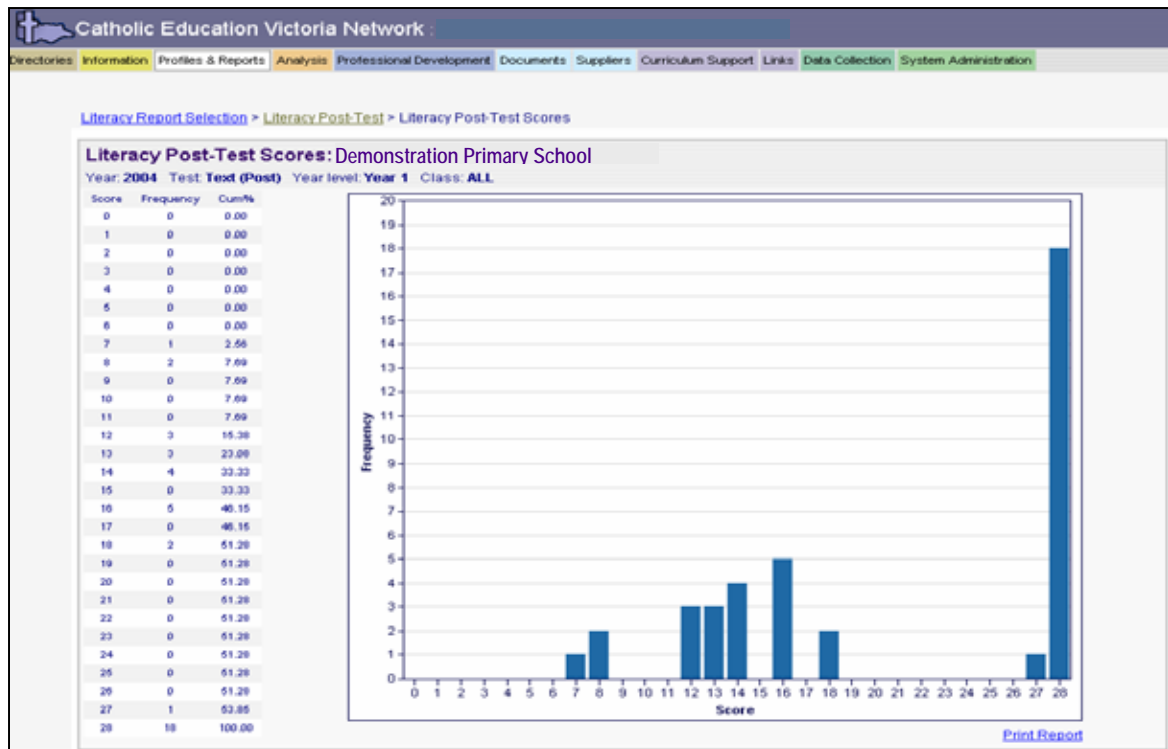 Catholic Education Victoria Network :
Directories Information Profiles & Reports Analysis Professional Development Documents Suppliers Curriculum Support Links Data Collection System Administration
Literacy Report Selection > Literacy Post-Test > Literacy Post-Test Scores
Literacy Post-Test Scores: Demonstration Primary School
Year: 2004 Test: Text (Post) Year level: Year 1 Class: ALL
Score Frequency Cum%
0 0 0.00
1 0 0.00
2 0 0.00
3 0 0.00
4 0 0.00
5 0 0.00
6 0 0.00
7 1 2.56
8 2 7.69
9 0 7.69
10 0 7.69
11 0 7.69
12 3 15.38
13 3 23.08
14 4 33.33
15 0 33.33
16 5 46.15
17 0 46.15
18 2 51.28
19 0 51.28
20 0 51.28
21 0 51.28
22 0 51.28
23 0 51.28
24 0 51.28
25 0 51.28
26 0 51.28
27 1 53.85
28 18 100.00
20
19
18
17
16
15
14
13
12
11
10
9
8
7
6
5
4
3
2
1
0
Frequency
0 1 2 3 4 5 6 7 8 9 10 11 12 13 14 15 16 17 18 19 20 21 22 23 24 25 26 27 28
Score
Print Report